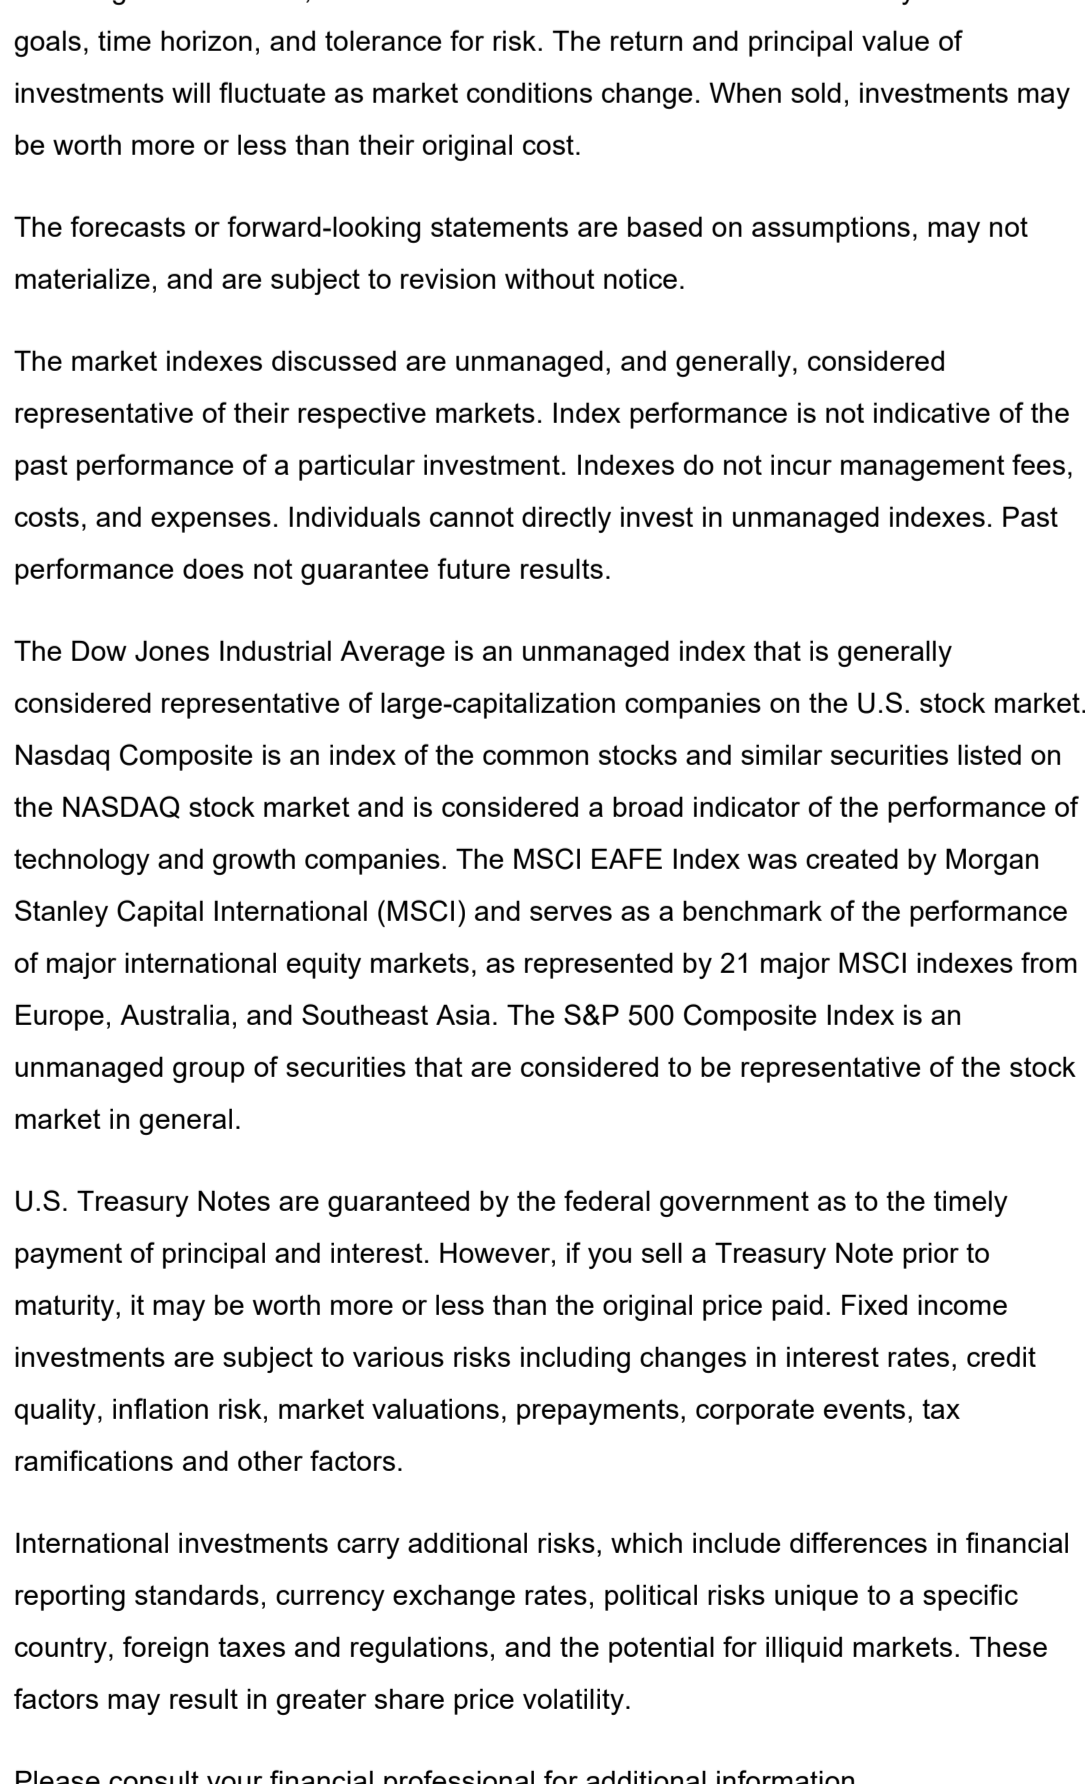 goals, time horizon, and tolerance for risk. The return and principal value of
investments will fluctuate as market conditions change. When sold, investments may
be worth more or less than their original cost.
The forecasts or forward-looking statements are based on assumptions, may not
materialize, and are subject to revision without notice.
The market indexes discussed are unmanaged, and generally, considered
representative of their respective markets. Index performance is not indicative of the
past performance of a particular investment. Indexes do not incur management fees,
costs, and expenses. Individuals cannot directly invest in unmanaged indexes. Past
performance does not guarantee future results.
The Dow Jones Industrial Average is an unmanaged index that is generally
considered representative of large-capitalization companies on the U.S. stock market.
Nasdaq Composite is an index of the common stocks and similar securities listed on
the NASDAQ stock market and is considered a broad indicator of the performance of
technology and growth companies. The MSCI EAFE Index was created by Morgan
Stanley Capital International (MSCI) and serves as a benchmark of the performance
of major international equity markets, as represented by 21 major MSCI indexes from
Europe, Australia, and Southeast Asia. The S&P 500 Composite Index is an
unmanaged group of securities that are considered to be representative of the stock
market in general.
U.S. Treasury Notes are guaranteed by the federal government as to the timely
payment of principal and interest. However, if you sell a Treasury Note prior to
maturity, it may be worth more or less than the original price paid. Fixed income
investments are subject to various risks including changes in interest rates, credit
quality, inflation risk, market valuations, prepayments, corporate events, tax
ramifications and other factors.
International investments carry additional risks, which include differences in financial
reporting standards, currency exchange rates, political risks unique to a specific
country, foreign taxes and regulations, and the potential for illiquid markets. These
factors may result in greater share price volatility.
Please consult your financial professional for additional information.